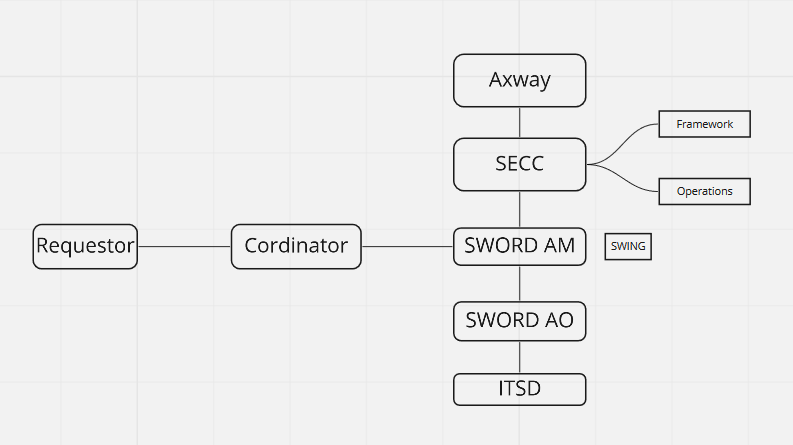 Axway
SECC
Framework
Operations
Requestor
Cordinator
SWORD AM
SWING
SWORD AO
ITSD